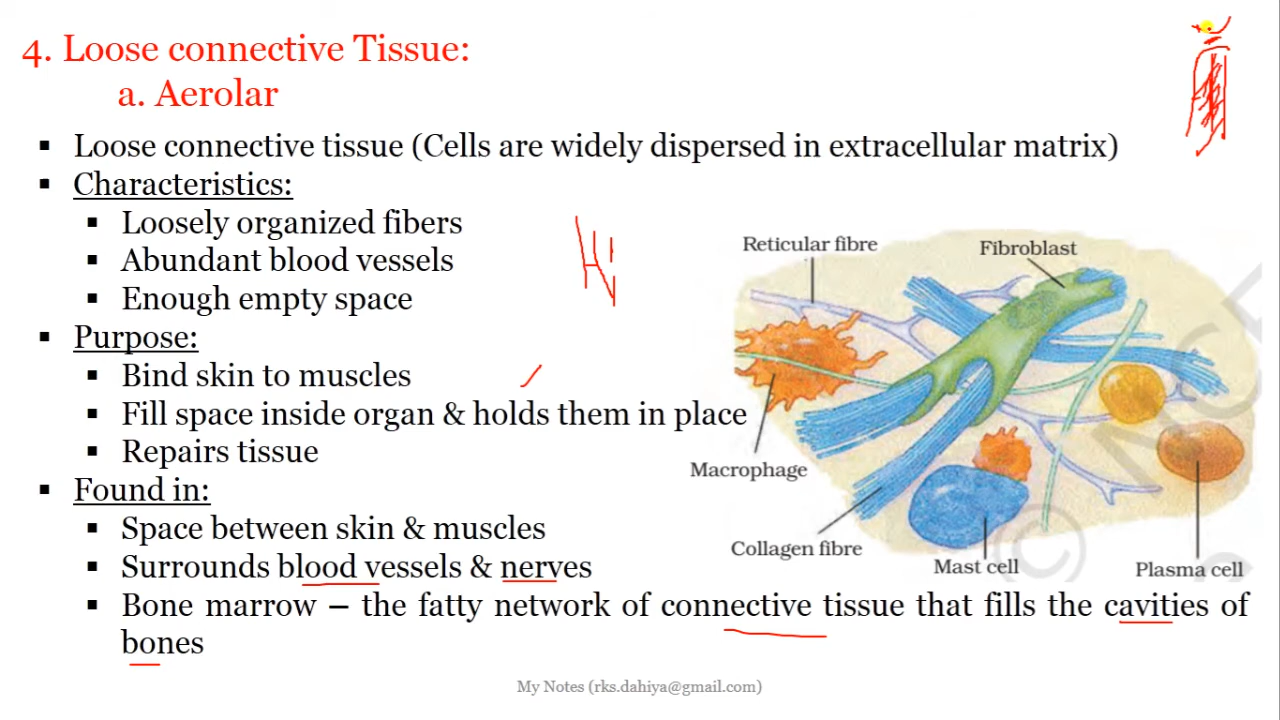 4. Loose connective Tissue:
a. Aerolar
▪ Loose connective tissue (Cells are widely dispersed in extracellular matrix)
▪ Characteristics:
▪ Loosely organized fibers
▪ Abundant blood vessels
▪ Enough empty space
▪ Purpose:
▪ Bind skin to muscles
▪ Fill space inside organ & holds them in place
▪ Repairs tissue
▪ Found in:
▪ Space between skin & muscles
▪ Surrounds blood vessels & nerves
▪ Bone marrow – the fatty network of connective tissue that fills the cavities of
bones
Reticular fibre
Fibroblast
Macrophage
Collagen fibre
Mast cell
Plasma cell
My Notes (rks.dahiya@gmail.com)